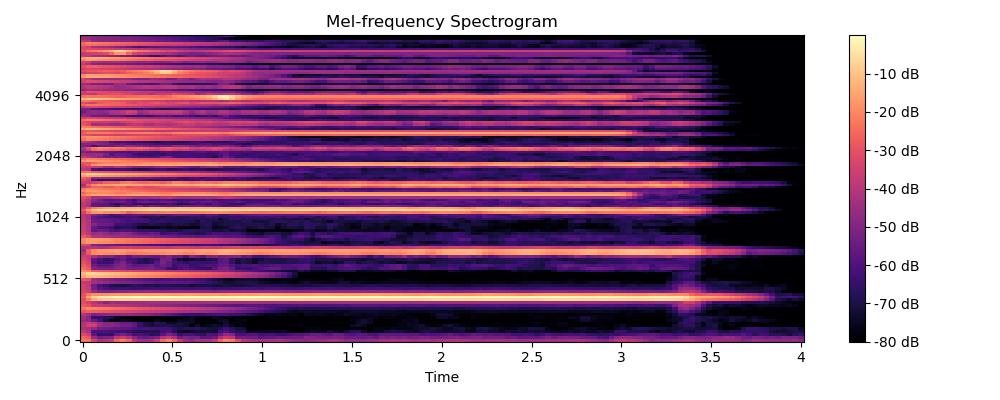 Mel-frequency Spectrogram
Hz
4096
2048
1024
512
0
0 0.5 1 1.5 2 2.5 3 3.5 4
Time
-10 dB
-20 dB
-30 dB
-40 dB
-50 dB
-60 dB
-70 dB
-80 dB